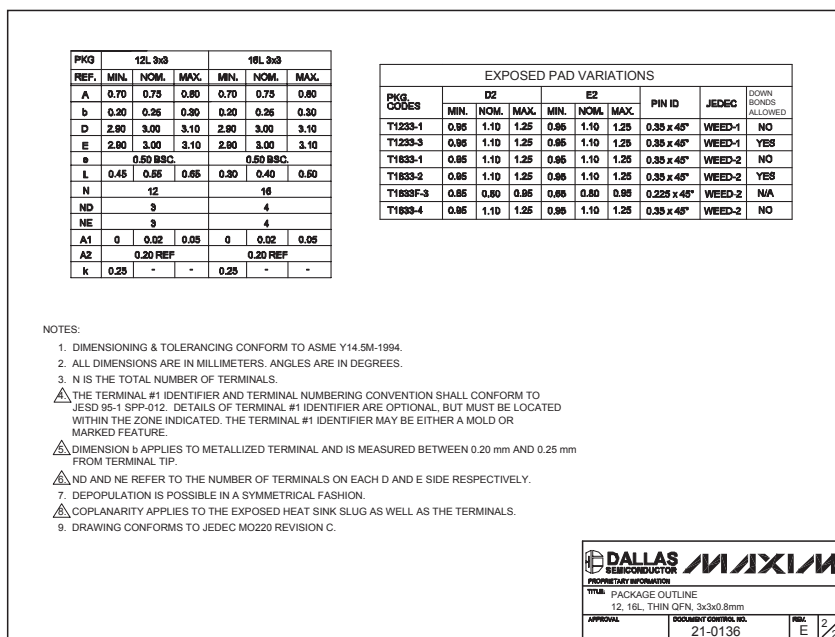 PKG 12L 3x3 16L 3x3
REF. MIN. NOM. MAX. MIN. NOM. MAX.
A 0.70 0.75 0.80 0.70 0.75 0.80
b 0.20 0.25 0.30 0.20 0.25 0.30
D 2.90 3.00 3.10 2.90 3.00 3.10
E 2.90 3.00 3.10 2.90 3.00 3.10
e 0.50 BSC. 0.50 BSC.
L 0.45 0.55 0.65 0.30 0.40 0.50
N 12 16
ND 3 4
NE 3 4
A1 0 0.02 0.05 0 0.02 0.05
A2 0.20 REF 0.20 REF
k 0.25 - - 0.25 - -
EXPOSED PAD VARIATIONS
PKG. CODES D2 E2 PIN ID JEDEC DOWN BONDS ALLOWED
MIN. NOM. MAX. MIN. NOM. MAX.
T1233-1 0.95 1.10 1.25 0.95 1.10 1.25 0.35 x 45° WEED-1 NO
T1233-3 0.95 1.10 1.25 0.95 1.10 1.25 0.35 x 45° WEED-1 YES
T1633-1 0.95 1.10 1.25 0.95 1.10 1.25 0.35 x 45° WEED-2 NO
T1633-2 0.95 1.10 1.25 0.95 1.10 1.25 0.35 x 45° WEED-2 YES
T1633F-3 0.65 0.80 0.95 0.65 0.80 0.95 0.225 x 45° WEED-2 N/A
T1633-4 0.95 1.10 1.25 0.95 1.10 1.25 0.35 x 45° WEED-2 NO
NOTES:
1. DIMENSIONING & TOLERANCING CONFORM TO ASME Y14.5M-1994.
2. ALL DIMENSIONS ARE IN MILLIMETERS. ANGLES ARE IN DEGREES.
3. N IS THE TOTAL NUMBER OF TERMINALS.
4. THE TERMINAL #1 IDENTIFIER AND TERMINAL NUMBERING CONVENTION SHALL CONFORM TO
JESD 95-1 SPP-012. DETAILS OF TERMINAL #1 IDENTIFIER ARE OPTIONAL, BUT MUST BE LOCATED
WITHIN THE ZONE INDICATED. THE TERMINAL #1 IDENTIFIER MAY BE EITHER A MOLD OR
MARKED FEATURE.
5. DIMENSION b APPLIES TO METALLIZED TERMINAL AND IS MEASURED BETWEEN 0.20 mm AND 0.25 mm
FROM TERMINAL TIP.
6. ND AND NE REFER TO THE NUMBER OF TERMINALS ON EACH D AND E SIDE RESPECTIVELY.
7. DEPOPULATION IS POSSIBLE IN A SYMMETRICAL FASHION.
8. COPLANARITY APPLIES TO THE EXPOSED HEAT SINK SLUG AS WELL AS THE TERMINALS.
9. DRAWING CONFORMS TO JEDEC MO220 REVISION C.
DALLAS SEMICONDUCTOR MAXIM
PROPRIETARY INFORMATION
TITLE: PACKAGE OUTLINE
12, 16L, THIN QFN, 3x3x0.8mm
APPROVAL DOCUMENT CONTROL NO. REV.
21-0136 E 2/